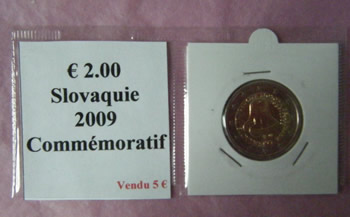 € 2.00
Slovaquie
2009
Commémoratif
Vendu 5 €